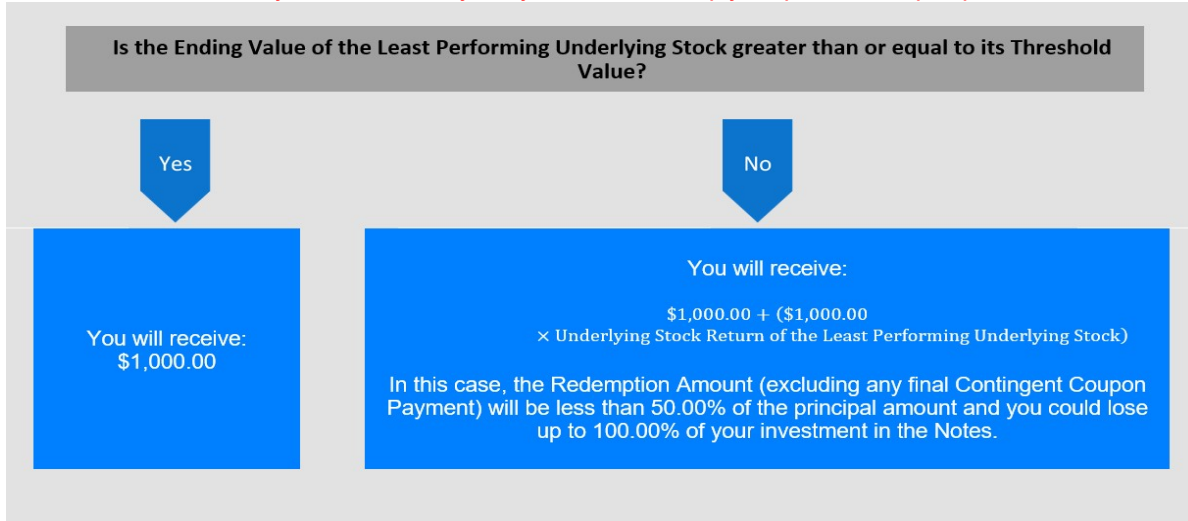 Is the Ending Value of the Least Performing Underlying Stock greater than or equal to its Threshold
Value?
Yes
No
You will receive:
$1,000.00
You will receive:
$1,000.00 + ($1,000.00
× Underlying Stock Return of the Least Performing Underlying Stock)
In this case, the Redemption Amount (excluding any final Contingent Coupon
Payment) will be less than 50.00% of the principal amount and you could lose
up to 100.00% of your investment in the Notes.